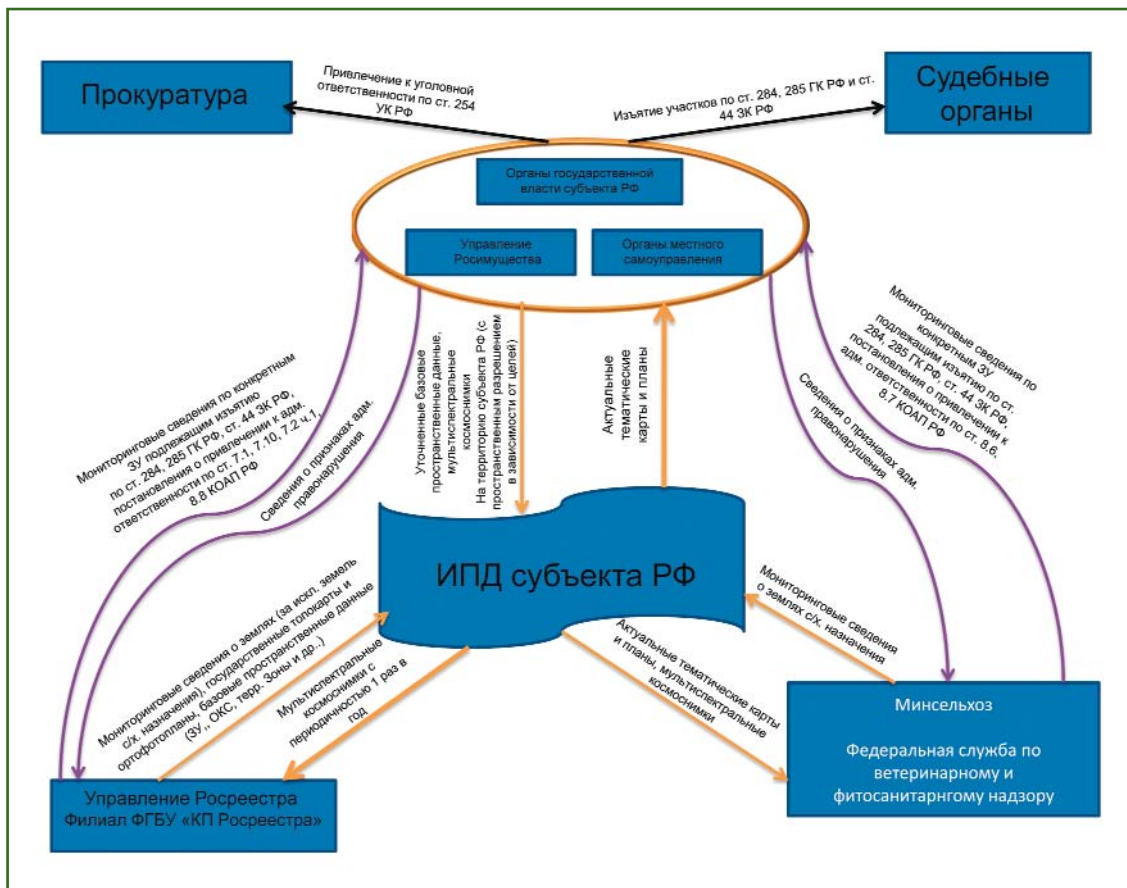 Прокуратура
Привлечение к уголовной
ответственности по ст. 254
УК РФ
Изъятие участков по ст. 284, 285 ГК РФ и ст.
44 ЗК РФ
Судебные
органы
Органы государственной
власти субъекта РФ
Управление
Росимущества
Органы местного
самоуправления
Мониторинговые сведения по конкретным
ЗУ подлежащим изъятию
по ст. 284, 285 ГК РФ, ст. 44 ЗК РФ,
постановления о привлечении к адм.
ответственности по ст. 7.1, 7.10, 7.2 ч.1,
8.8 КОАП РФ
Сведения о признаках адм.
правонарушения
Уточненные базовые
пространственные данные,
мультиспектральные
космоснимки
На территорию субъекта РФ (с
пространственным разрешением
в зависимости от целей)
Актуальные
тематические
карты и планы
Сведения о признаках адм.
правонарушения
Мониторинговые сведения по
конкретным ЗУ
подлежащим изъятию по ст.
284, 285 ГК РФ, ст. 44 ЗК РФ,
постановления о привлечении к
адм. ответственности по ст. 8.6,
8.7 КОАП РФ
ИПД субъекта РФ
Мониторинговые сведения о землях (за искл. земель
с/х. назначения), государственные топокарты и
ортофотопланы, базовые пространственные данные
(ЗУ,, ОКС, терр. Зоны и др..)
Мультиспектральные
космоснимки с
периодичностью 1 раз в
год
Актуальные тематические карты
и планы, мультиспектральные
космоснимки
Мониторинговые сведения
о землях с/х. назначения
Управление Росреестра
Филиал ФГБУ «КП Росреестра»
Минсельхоз
Федеральная служба по
ветеринарному и
фитосанитарнгому надзору